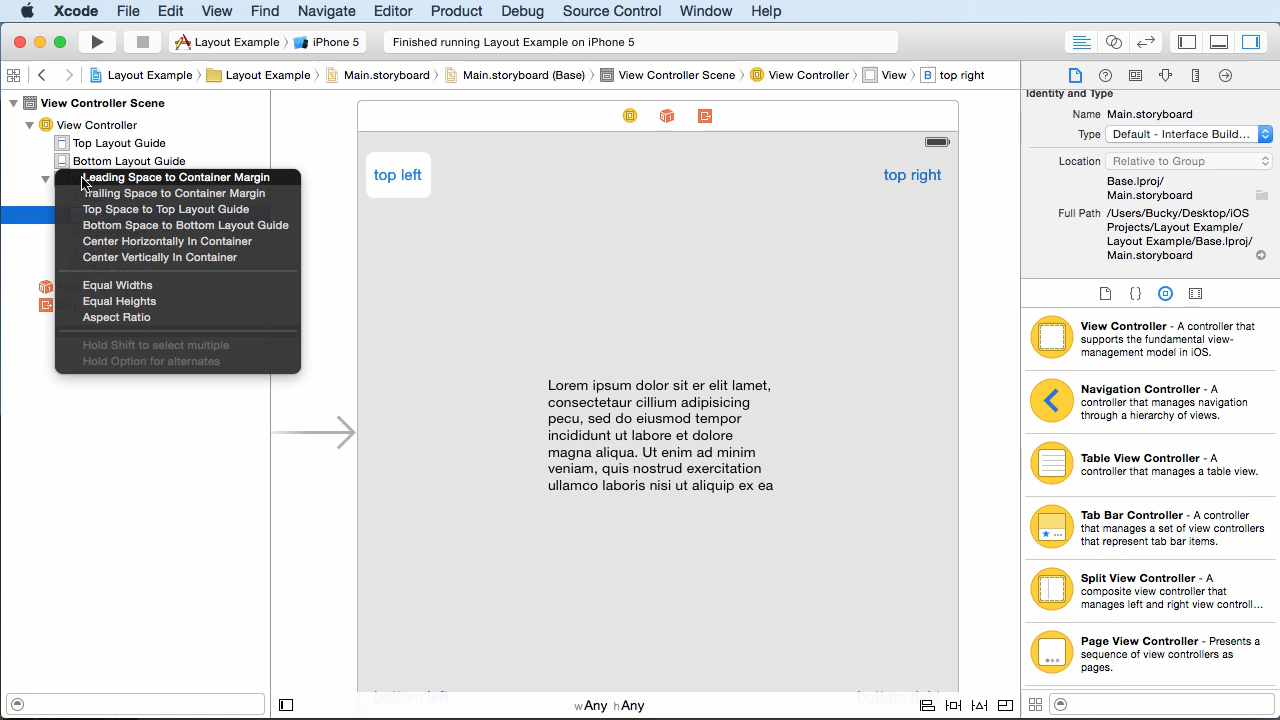 Xcode File Edit View Find Navigate Editor Product Debug Source Control Window Help
Layout Example iPhone 5 Finished running Layout Example on iPhone 5
Layout Example Layout Example Main.storyboard Main.storyboard (Base) View Controller Scene View Controller View B top right
View Controller Scene
View Controller
Top Layout Guide
Bottom Layout Guide
Leading Space to Container Margin
Trailing Space to Container Margin
Top Space to Top Layout Guide
Bottom Space to Bottom Layout Guide
Center Horizontally In Container
Center Vertically In Container
Equal Widths
Equal Heights
Aspect Ratio
Hold Shift to select multiple
Hold Option for alternates
top left
top right
Lorem ipsum dolor sit er elit lamet,
consectetaur cillium adipisicing
pecu, sed do eiusmod tempor
incididunt ut labore et dolore
magna aliqua. Ut enim ad minim
veniam, quis nostrud exercitation
ullamco laboris nisi ut aliquip ex ea
bottom left
bottom right
wAny hAny
Identity and Type
Name Main.storyboard
Type Default - Interface Build...
Location Relative to Group
Base.lproj/
Main.storyboard
Full Path /Users/Bucky/Desktop/iOS
Projects/Layout Example/
Layout Example/Base.lproj/
Main.storyboard
{}
View Controller - A controller that
supports the fundamental view-
management model in iOS.
Navigation Controller - A
controller that manages navigation
through a hierarchy of views.
Table View Controller - A
controller that manages a table view.
Tab Bar Controller - A controller
that manages a set of view controllers
that represent tab bar items.
Split View Controller - A
composite view controller that
manages left and right view controll...
Page View Controller - Presents a
sequence of view controllers as
pages.